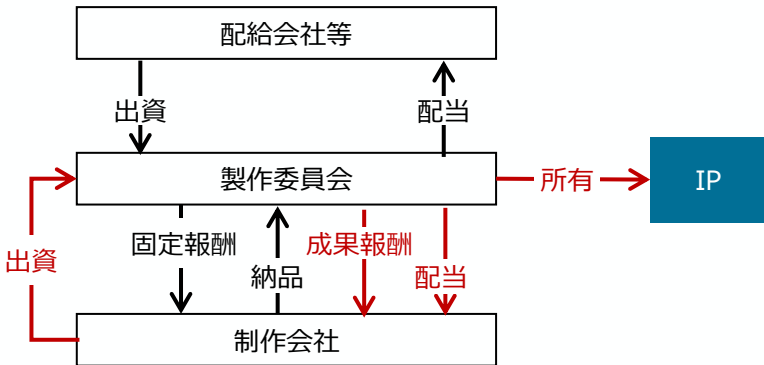 配給会社等
出資
配当
製作委員会
所有
IP
固定報酬
成果報酬
出資
納品
配当
制作会社